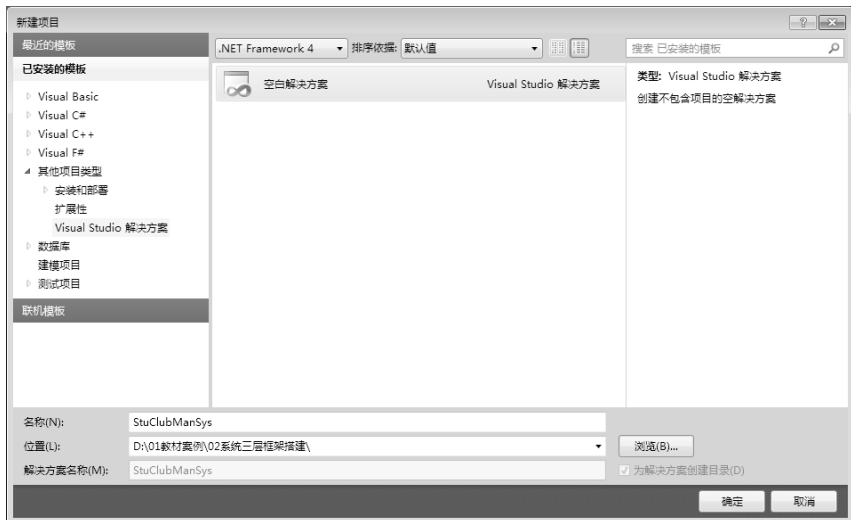 新建项目
最近的模板
.NET Framework 4
排序依据: 默认值
搜索 已安装的模板
已安装的模板
Visual Basic
Visual C#
Visual C++
Visual F#
其他项目类型
安装和部署
扩展性
Visual Studio 解决方案
数据库
建模项目
测试项目
联机模板
空白解决方案
Visual Studio 解决方案
类型: Visual Studio 解决方案
创建不包含项目的空解决方案
名称(N):
StuClubManSys
位置(L):
D:\01教材案例\02系统三层框架搭建\
浏览(B)...
解决方案名称(M):
StuClubManSys
为解决方案创建目录(D)
确定
取消